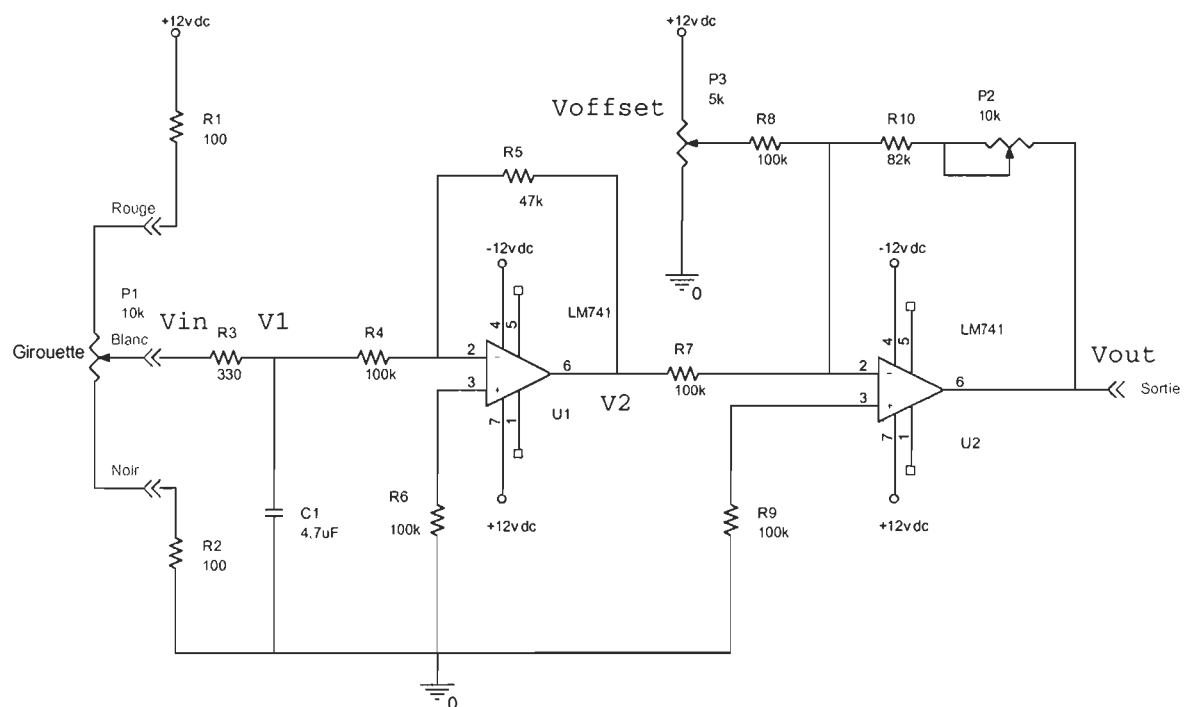 +12vdc
R1
100
Rouge
P1
10k
Girouette
Blanc
Vin
R3
330
V1
Noir
R2
100
C1
4.7uF
R4
100k
R5
47k
-12vdc
4
5
LM741
2
3
6
7
1
U1
V2
+12vdc
R6
100k
0
+12vdc
P3
5k
Voffset
R8
100k
R10
82k
P2
10k
0
R7
100k
-12vdc
4
5
LM741
2
3
6
7
1
U2
+12vdc
R9
100k
Vout
Sortie